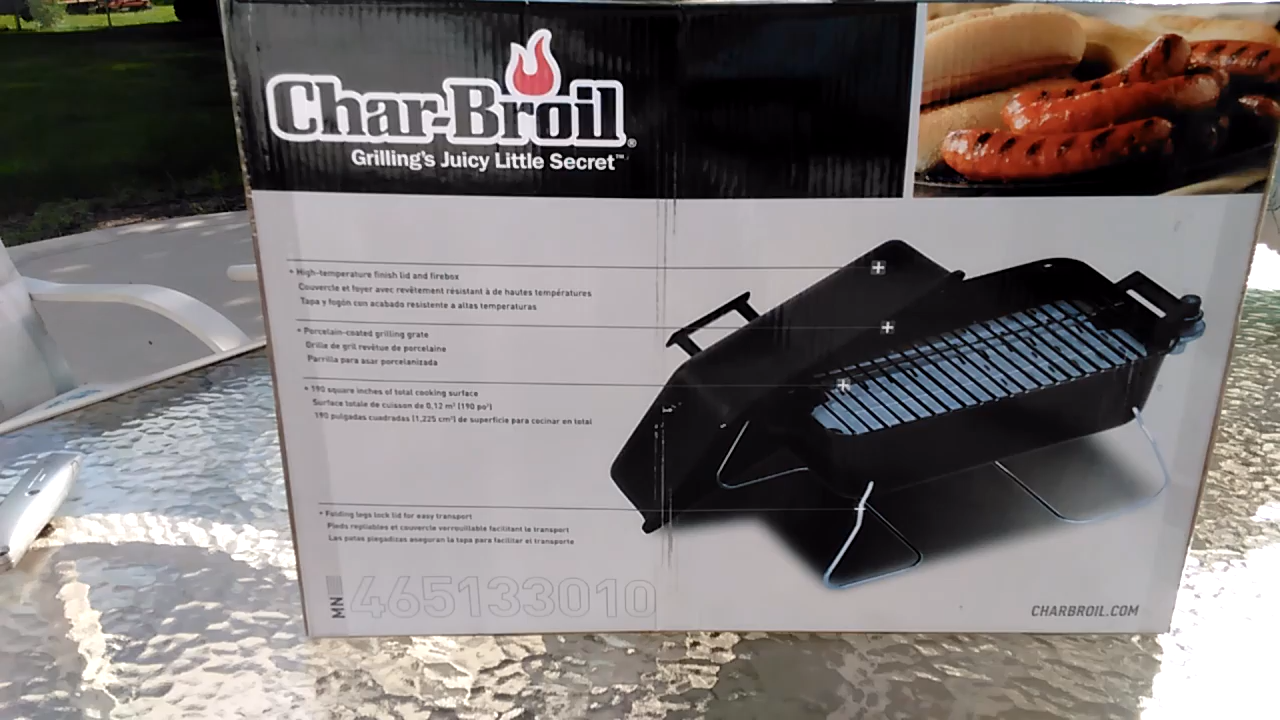 Char-Broil®
Grilling's Juicy Little Secret™
• High-temperature finish lid and firebox
Couvercle et foyer avec revêtement résistant à de hautes températures
Tapa y fogón con acabado resistente a altas temperaturas
• Porcelain-coated grilling grate
Grille de gril revêtue de porcelaine
Parrilla para asar porcelanizada
• 190 square inches of total cooking surface
Surface totale de cuisson de 0,12 m² (190 po²)
190 pulgadas cuadradas (1,225 cm²) de superficie para cocinar en total
• Folding legs lock lid for easy transport
Pieds repliables et couvercle verrouillable facilitant le transport
Las patas plegadizas aseguran la tapa para facilitar el transporte
MN 465133010
CHARBROIL.COM